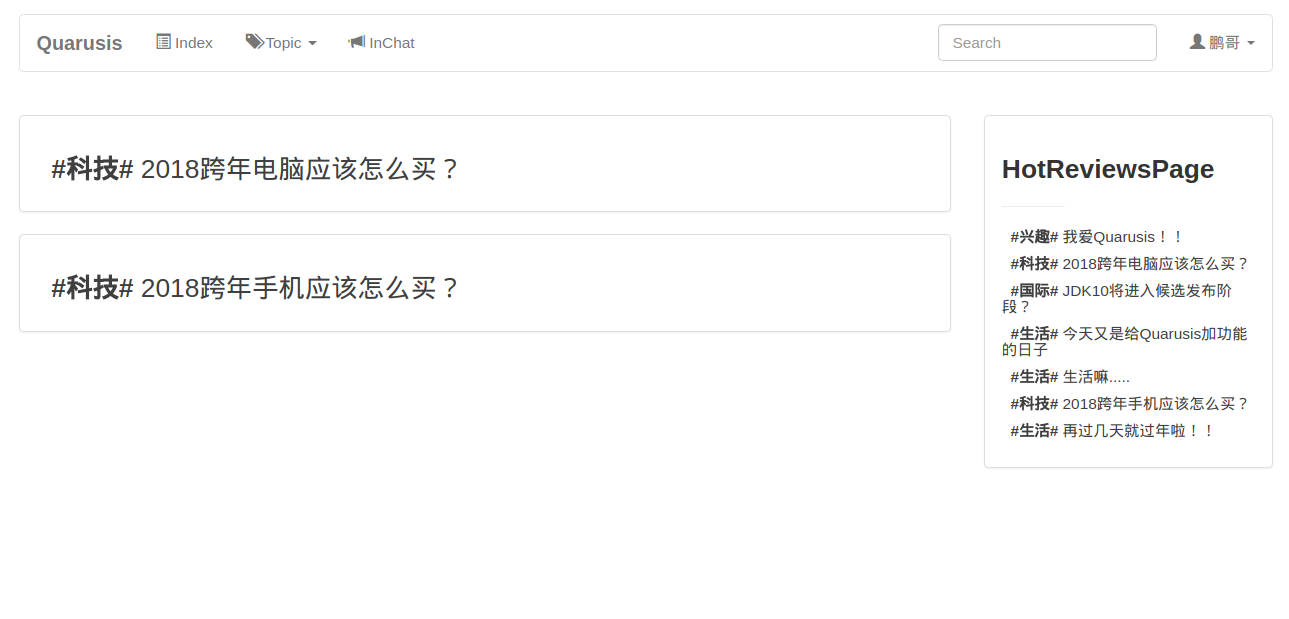 Quarusis Index Topic InChat Search 鹏哥
#科技# 2018跨年电脑应该怎么买？
#科技# 2018跨年手机应该怎么买？
HotReviewsPage
#兴趣# 我爱Quarusis！！
#科技# 2018跨年电脑应该怎么买？
#国际# JDK10将进入候选发布阶
段？
#生活# 今天又是给Quarusis加功能
的日子
#生活# 生活嘛.....
#科技# 2018跨年手机应该怎么买？
#生活# 再过几天就过年啦！！